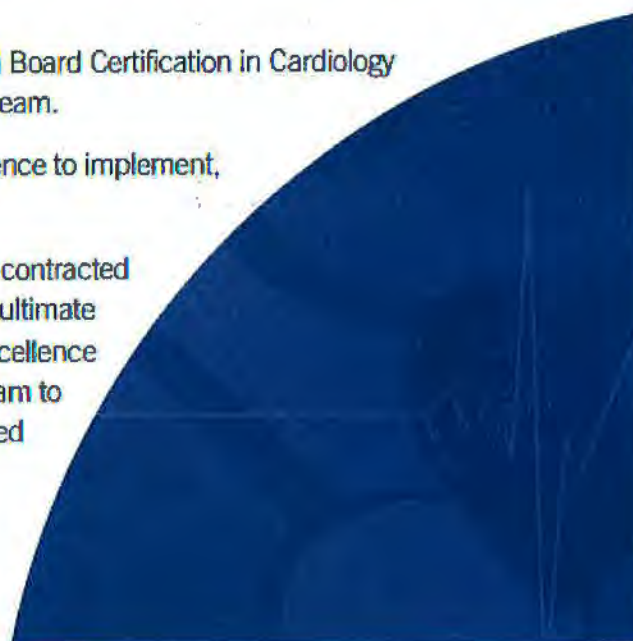 Board Certification in Cardiology
eam.
ence to implement,
contracted
ultimate
cellence
am to
ed